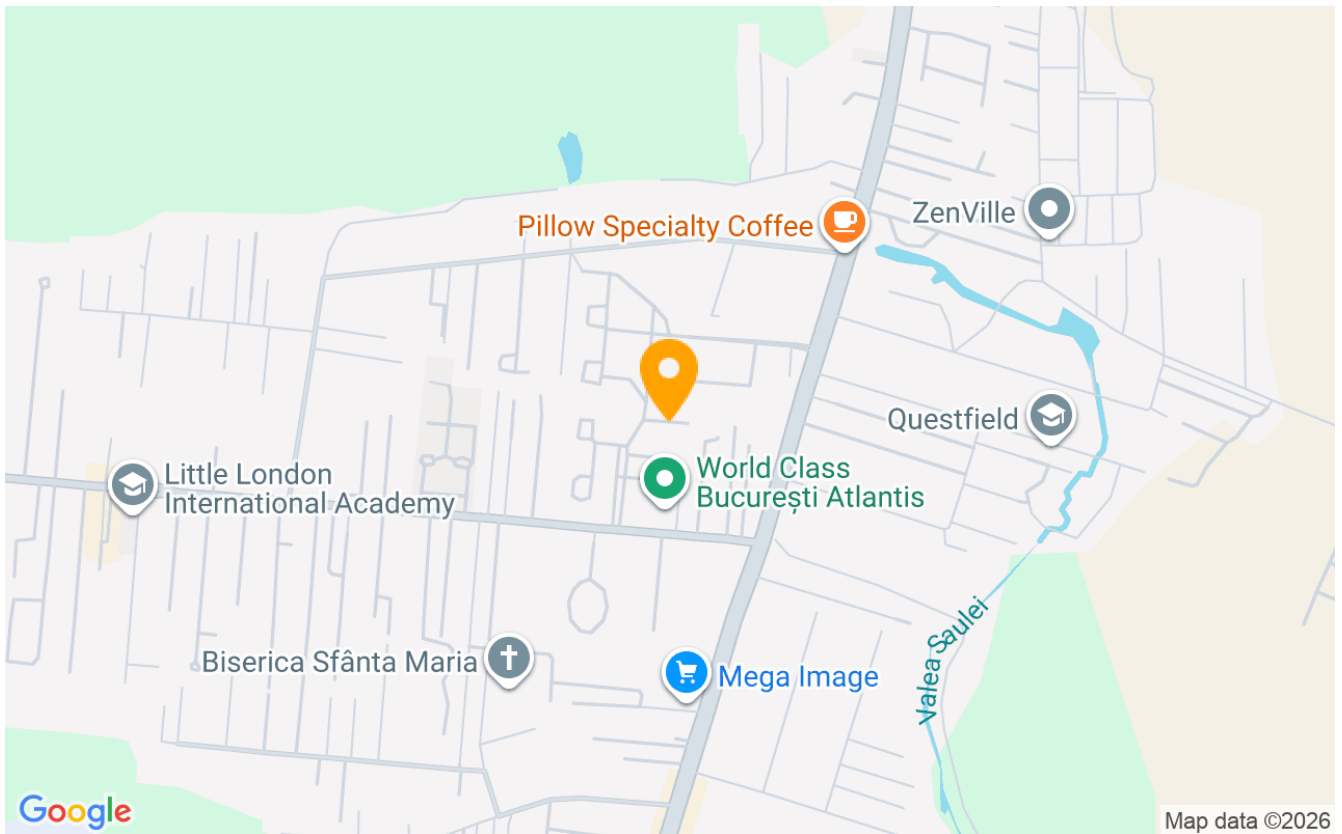 Pillow Specialty Coffee
ZenVille
Questfield
World Class
București Atlantis
Little London
International Academy
Biserica Sfânta Maria
Mega Image
Valea Saulei
Google
Map data ©2026